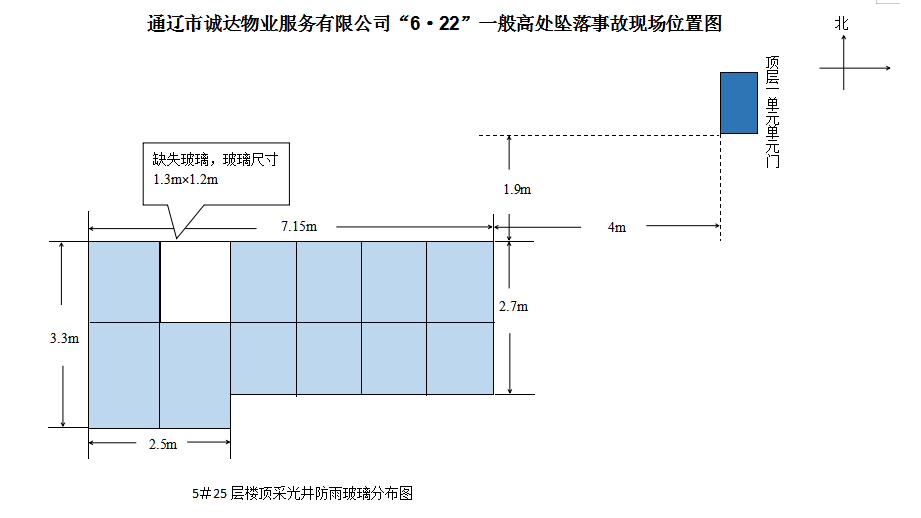 通辽市诚达物业服务有限公司“6·22”一般高处坠落事故现场位置图
北
顶层一单元单元门
缺失玻璃，玻璃尺寸
1.3m×1.2m
1.9m
7.15m
4m
2.7m
3.3m
2.5m
5＃25层楼顶采光井防雨玻璃分布图